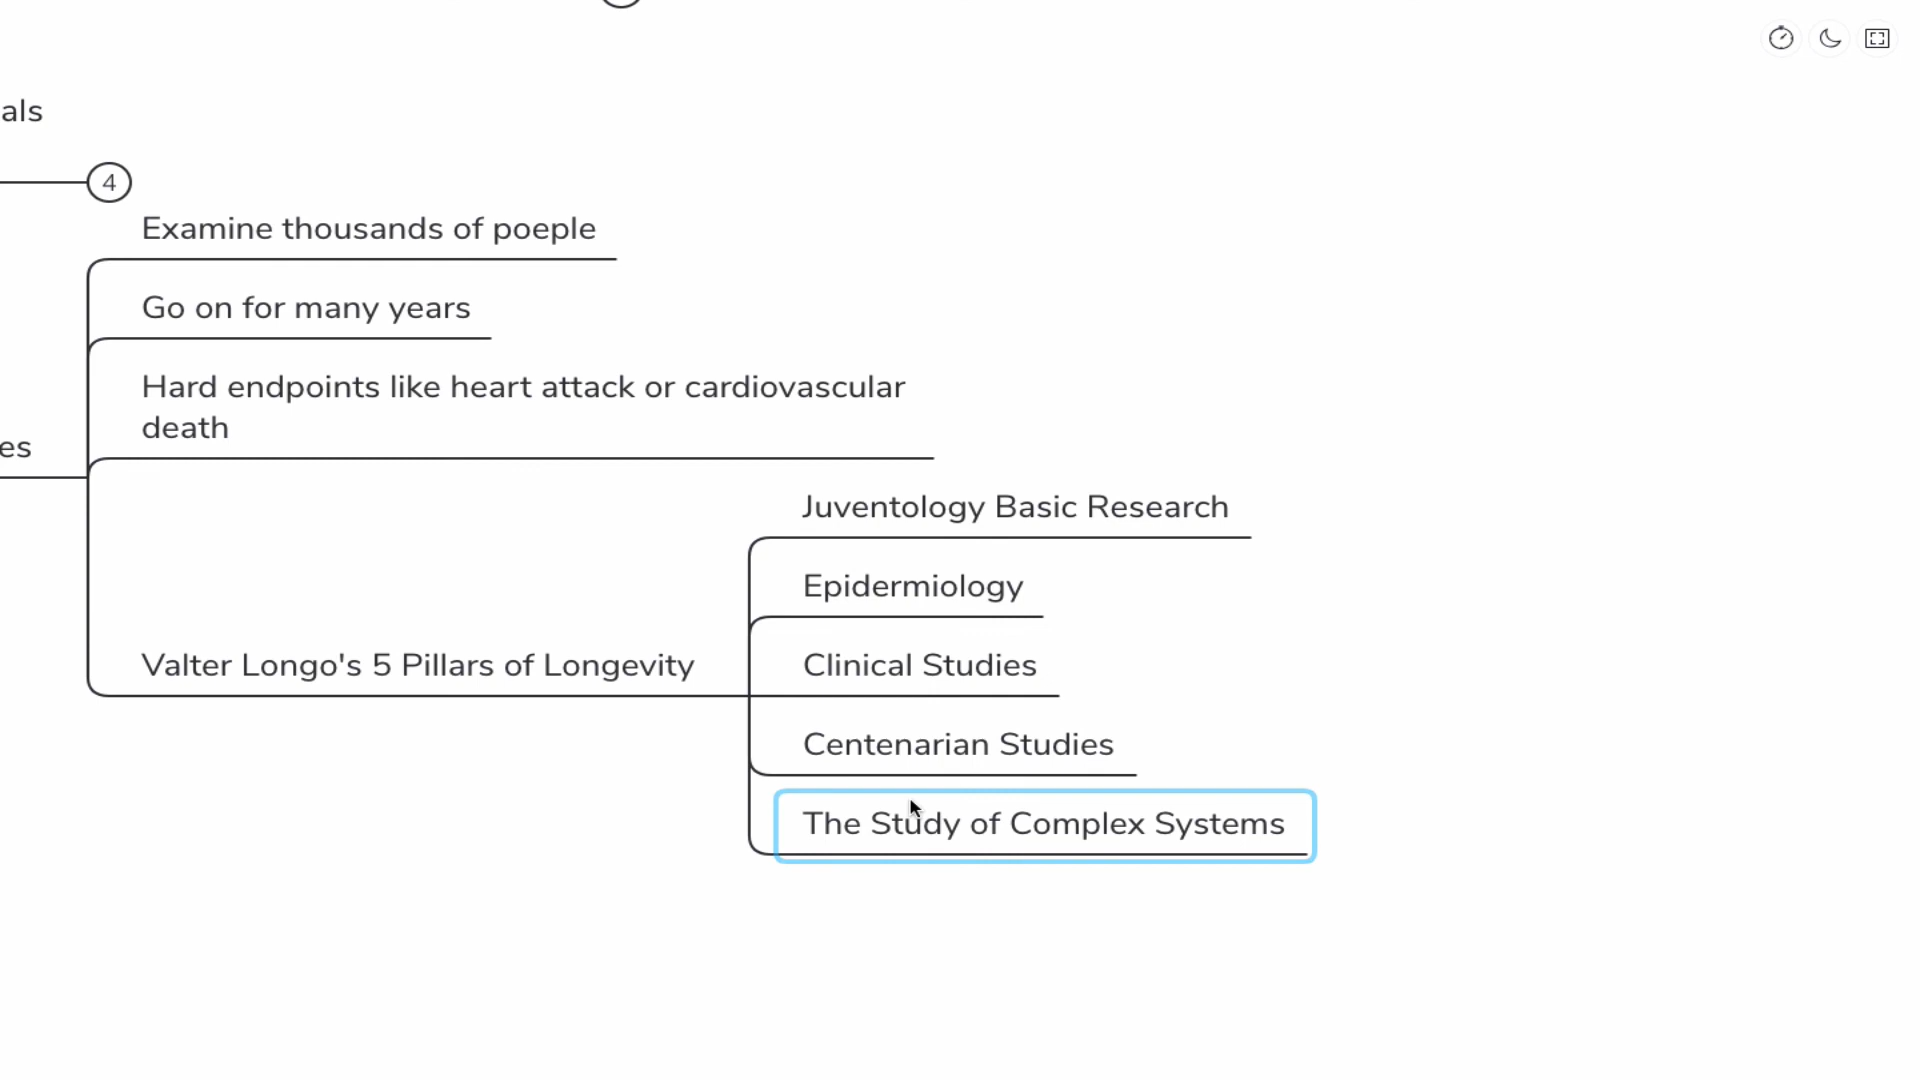 als
4
Examine thousands of poeple
Go on for many years
Hard endpoints like heart attack or cardiovascular
death
es
Juventology Basic Research
Epidermiology
Clinical Studies
Valter Longo's 5 Pillars of Longevity
Centenarian Studies
The Study of Complex Systems